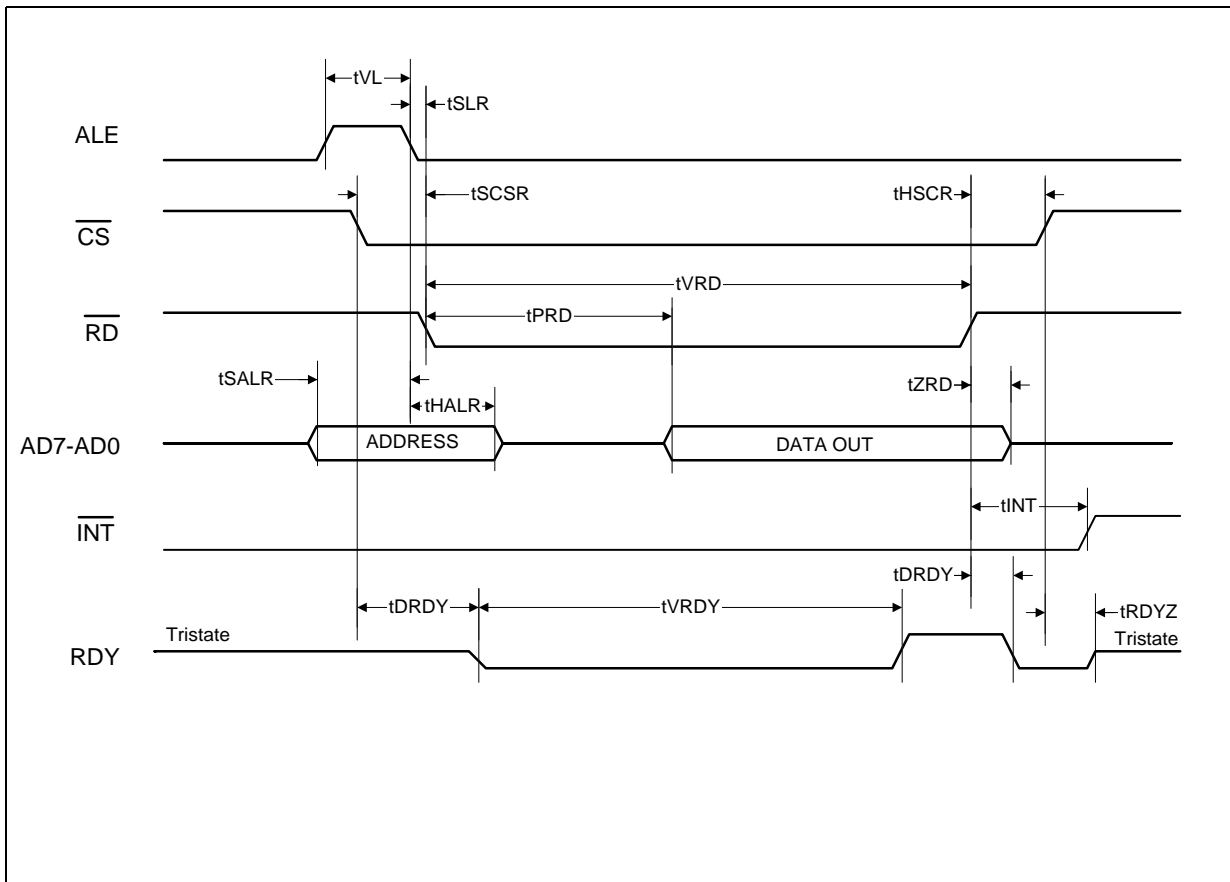 tVL
tSLR
ALE
tSCSR
tHSCR
CS
tVRD
tPRD
RD
tSALR
tZRD
tHALR
AD7-AD0
ADDRESS
DATA OUT
tINT
INT
tDRDY
tDRDY
tVRDY
tRDYZ
Tristate
Tristate
RDY